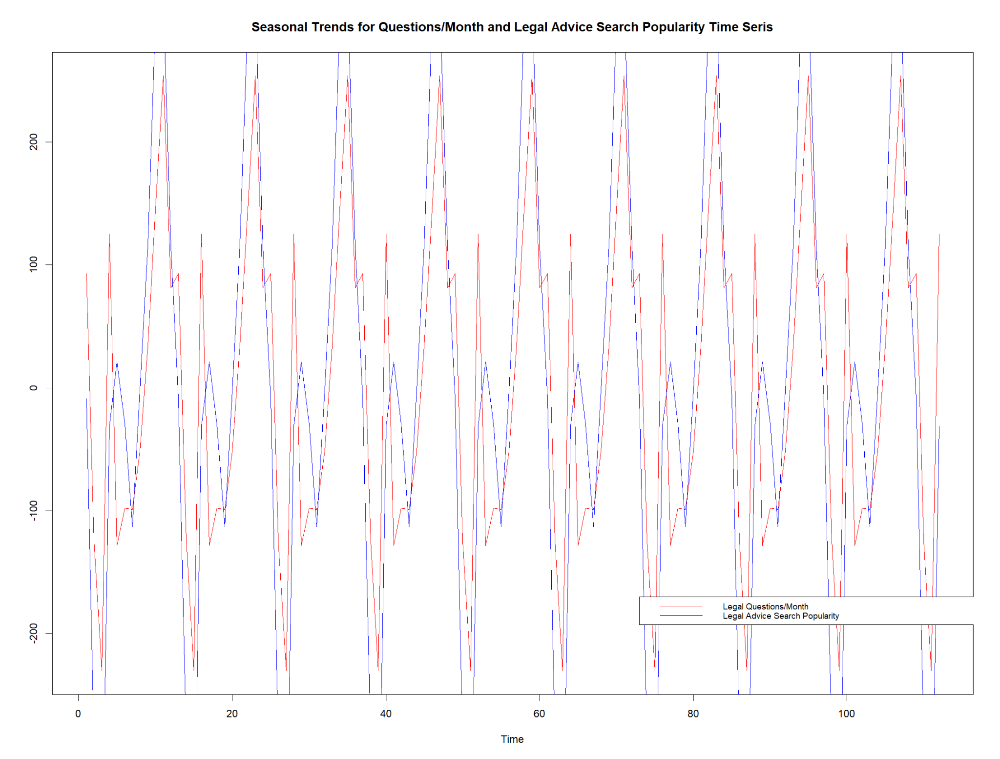 Seasonal Trends for Questions/Month and Legal Advice Search Popularity Time Seris
200
100
0
-100
-200
Legal Questions/Month
Legal Advice Search Popularity
0 20 40 60 80 100
Time